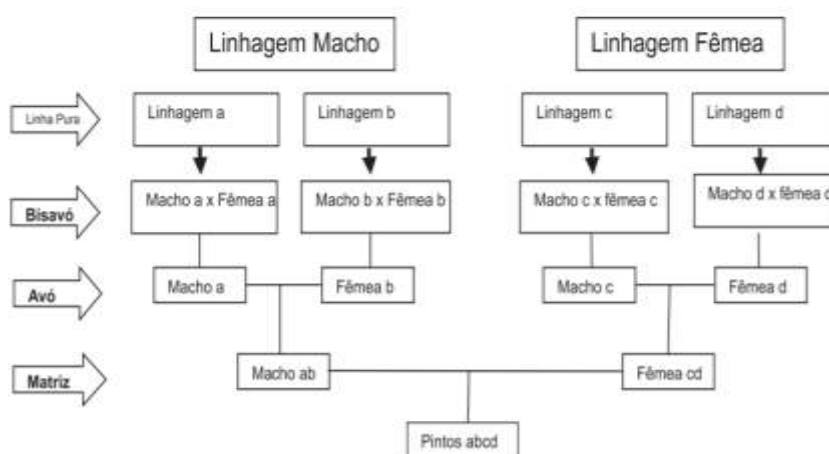 Linhagem Macho
Linhagem Fêmea
Linha Pura
Linhagem a
Linhagem b
Linhagem c
Linhagem d
Bisavó
Macho a x Fêmea a
Macho b x Fêmea b
Macho c x fêmea c
Macho d x fêmea d
Avó
Macho a
Fêmea b
Macho c
Fêmea d
Matriz
Macho ab
Fêmea cd
Pintos abcd